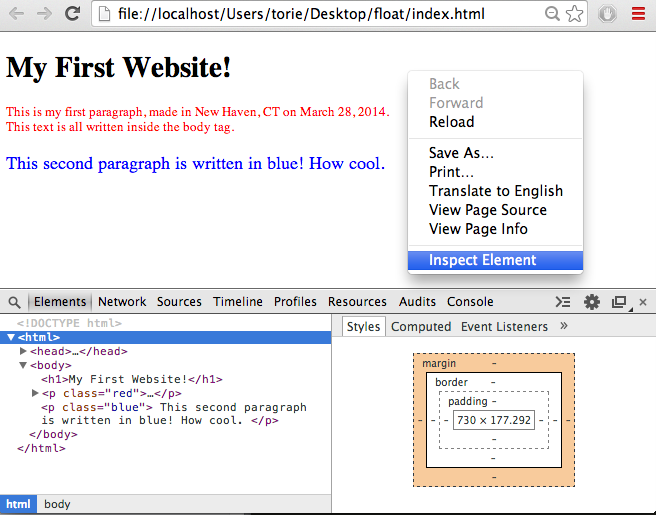 file://localhost/Users/torie/Desktop/float/index.html
My First Website!
This is my first paragraph, made in New Haven, CT on March 28, 2014.
This text is all written inside the body tag.
This second paragraph is written in blue! How cool.
Back
Forward
Reload
Save As...
Print...
Translate to English
View Page Source
View Page Info
Inspect Element
Elements Network Sources Timeline Profiles Resources Audits Console
<!DOCTYPE html>
▼<html>
▶<head>…</head>
▼<body>
<h1>My First Website!</h1>
▶<p class="red">…</p>
<p class="blue"> This second paragraph
is written in blue! How cool. </p>
</body>
</html>
html body
Styles Computed Event Listeners »
margin -
border -
padding -
- - - 730 × 177.292 - - -
-
-
-